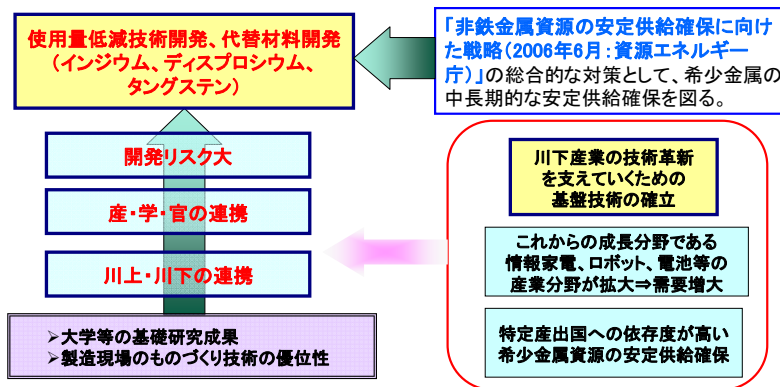 使用量低減技術開発、代替材料開発
(インジウム、ディスプロシウム、
タングステン)
「非鉄金属資源の安定供給確保に向け
た戦略(2006年6月:資源エネルギー
庁)」の総合的な対策として、希少金属の
中長期的な安定供給確保を図る。
開発リスク大
産・学・官の連携
川上・川下の連携
➢大学等の基礎研究成果
➢製造現場のものづくり技術の優位性
川下産業の技術革新
を支えていくための
基盤技術の確立
これからの成長分野である
情報家電、ロボット、電池等の
産業分野が拡大⇒需要増大
特定産出国への依存度が高い
希少金属資源の安定供給確保